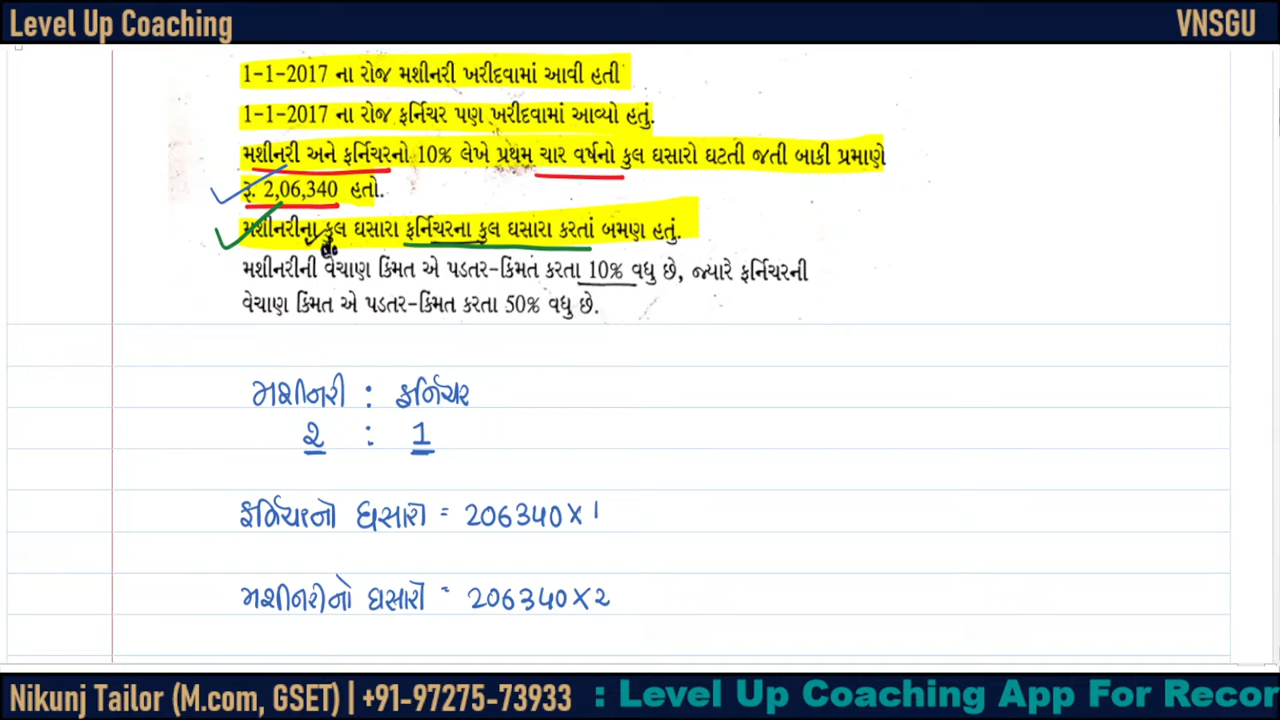 Level Up Coaching VNSGU
1-1-2017 ના રોજ મશીનરી ખરીદવામાં આવી હતી
1-1-2017 ના રોજ ફર્નિચર પણ ખરીદવામાં આવ્યો હતું.
મશીનરી અને ફર્નિચરનો 10% લેખે પ્રથમ ચાર વર્ષનો કુલ ઘસારો ઘટતી જતી બાકી પ્રમાણે
રૂ. 2,06,340 હતો.
મશીનરીના કુલ ઘસારા ફર્નિચરના કુલ ઘસારા કરતાં બમણ હતું.
મશીનરીની વેચાણ કિંમત એ પડતર-કિંમત કરતા 10% વધુ છે, જ્યારે ફર્નિચરની
વેચાણ કિંમત એ પડતર-કિંમત કરતા 50% વધુ છે.
મશીનરી : ફર્નિચર
૨ : 1
ફર્નિચરનો ઘસારો = 206340 × 1
મશીનરીનો ઘસારો = 206340 × ૨
Nikunj Tailor (M.com, GSET) | +91-97275-73933 : Level Up Coaching App For Recor